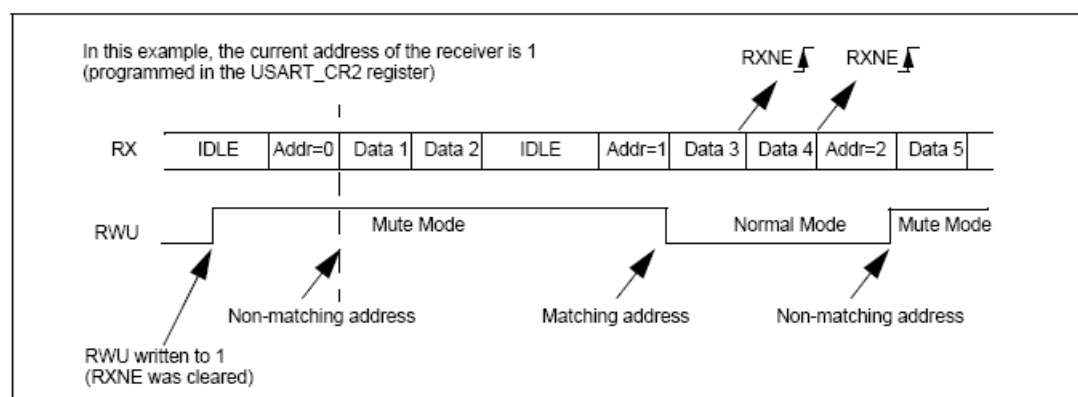 In this example, the current address of the receiver is 1
(programmed in the USART_CR2 register)
RXNE RXNE
RX IDLE Addr=0 Data 1 Data 2 IDLE Addr=1 Data 3 Data 4 Addr=2 Data 5
RWU Mute Mode Normal Mode Mute Mode
Non-matching address Matching address Non-matching address
RWU written to 1
(RXNE was cleared)